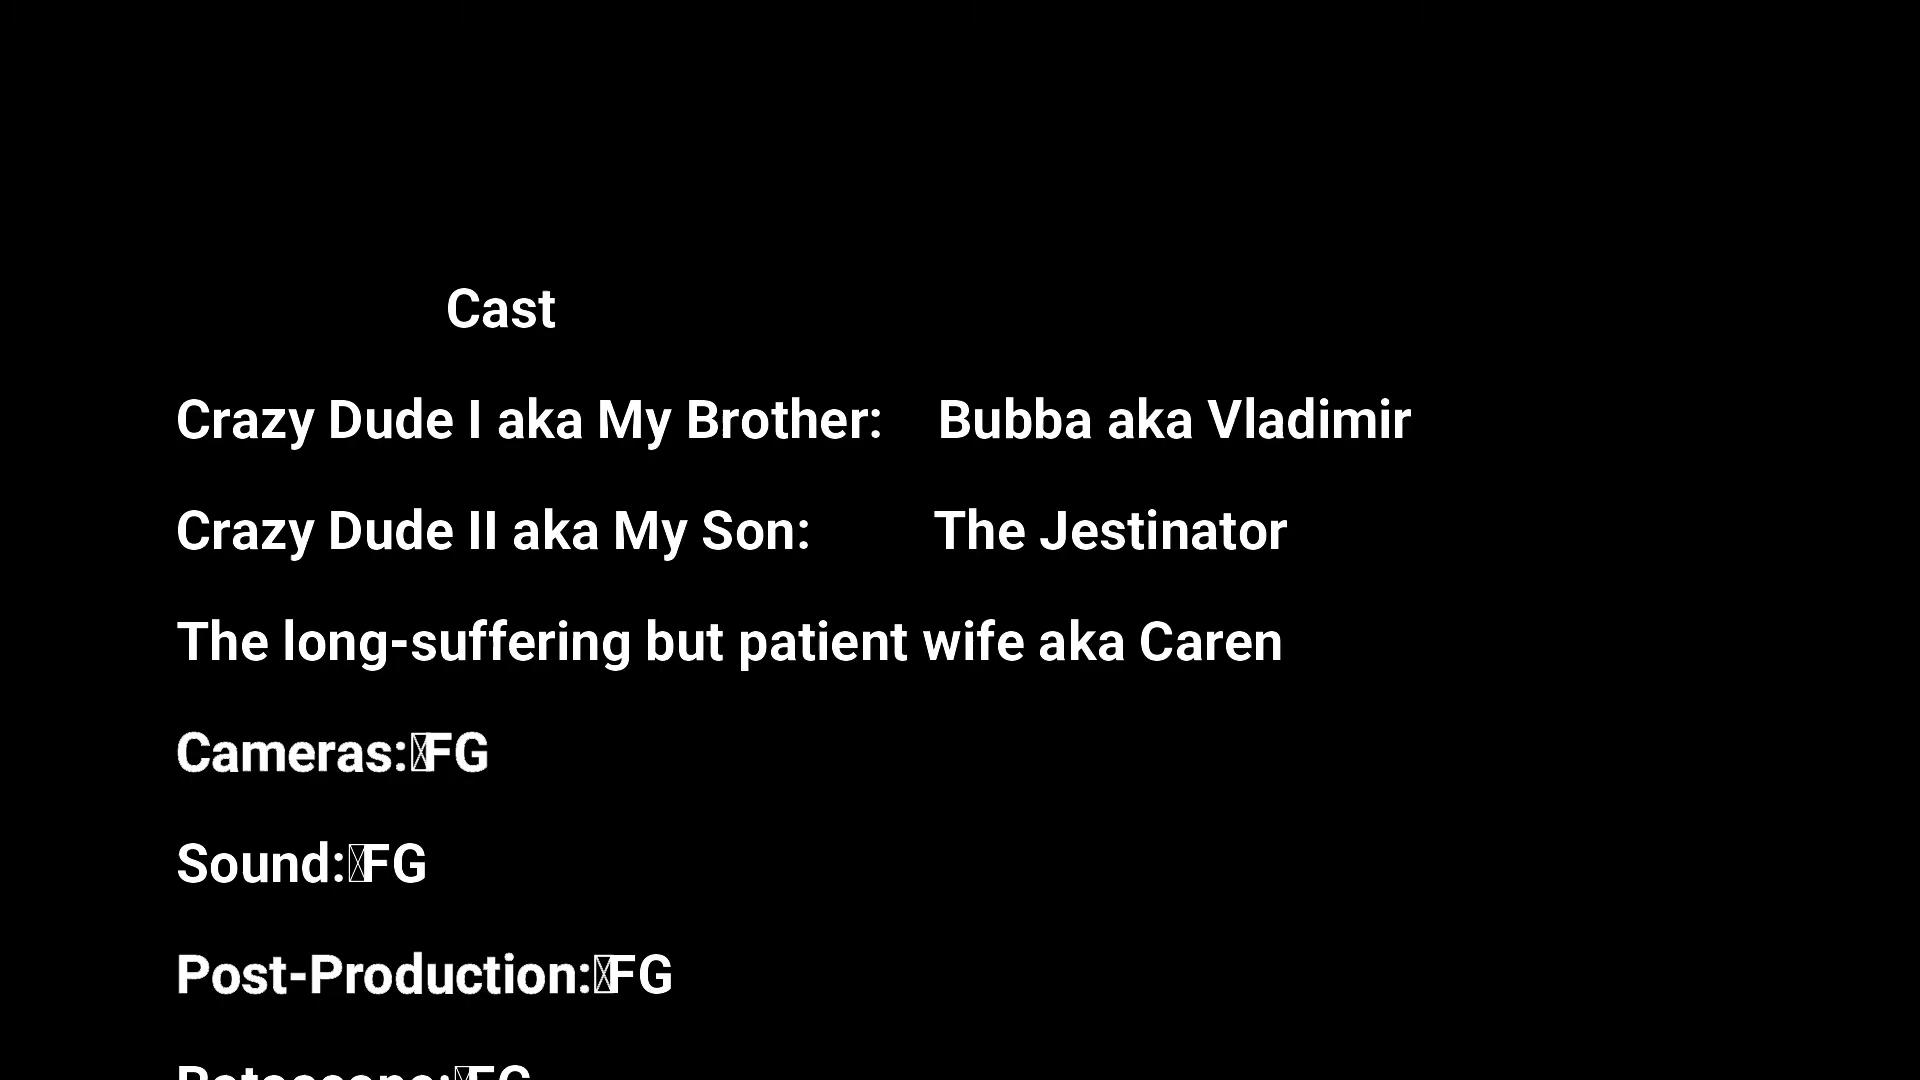 Cast
Crazy Dude I aka My Brother: Bubba aka Vladimir
Crazy Dude II aka My Son: The Jestinator
The long-suffering but patient wife aka Caren
Cameras: FG
Sound: FG
Post-Production: FG
FG